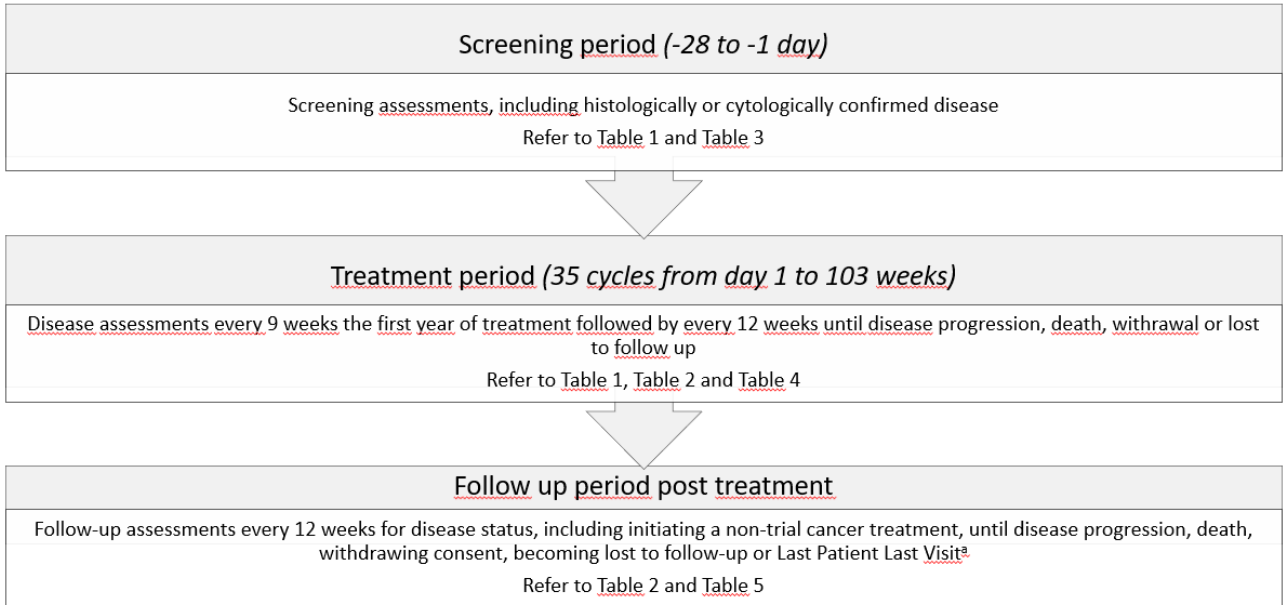 Screening period (-28 to -1 day)
Screening assessments, including histologically or cytologically confirmed disease
Refer to Table 1 and Table 3
Treatment period (35 cycles from day 1 to 103 weeks)
Disease assessments every 9 weeks the first year of treatment followed by every 12 weeks until disease progression, death, withrawal or lost
to follow up
Refer to Table 1, Table 2 and Table 4
Follow up period post treatment
Follow-up assessments every 12 weeks for disease status, including initiating a non-trial cancer treatment, until disease progression, death,
withdrawing consent, becoming lost to follow-up or Last Patient Last Visitᵃ
Refer to Table 2 and Table 5